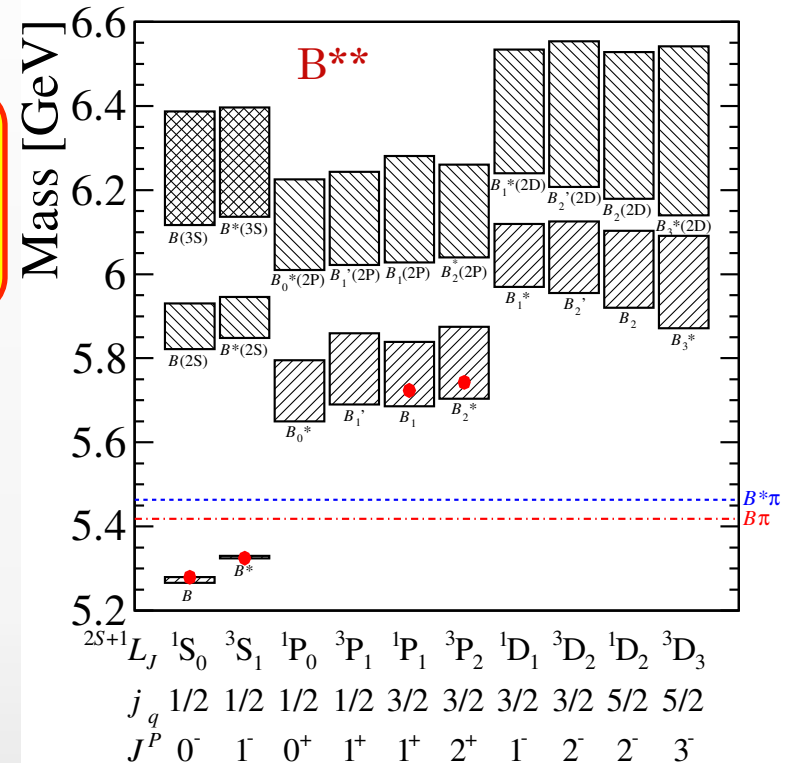 6.6
B**
Mass [GeV]
6.4
6.2
6
5.8
5.6
5.4
5.2
B(3S) B*(3S) B₀*(2P) B₁'(2P) B₁(2P) B₂*(2P) B₁*(2D) B₂'(2D) B₂(2D) B₃*(2D)
B(2S) B*(2S) B₁* B₂' B₂ B₃*
B₀* B₁' B₁ B₂*
B*π
Bπ
B B*
²ˢ⁺¹L_J ¹S₀ ³S₁ ¹P₀ ³P₁ ¹P₁ ³P₂ ¹D₁ ³D₂ ¹D₂ ³D₃
j_q 1/2 1/2 1/2 1/2 3/2 3/2 3/2 3/2 5/2 5/2
Jᴾ 0⁻ 1⁻ 0⁺ 1⁺ 1⁺ 2⁺ 1⁻ 2⁻ 2⁻ 3⁻